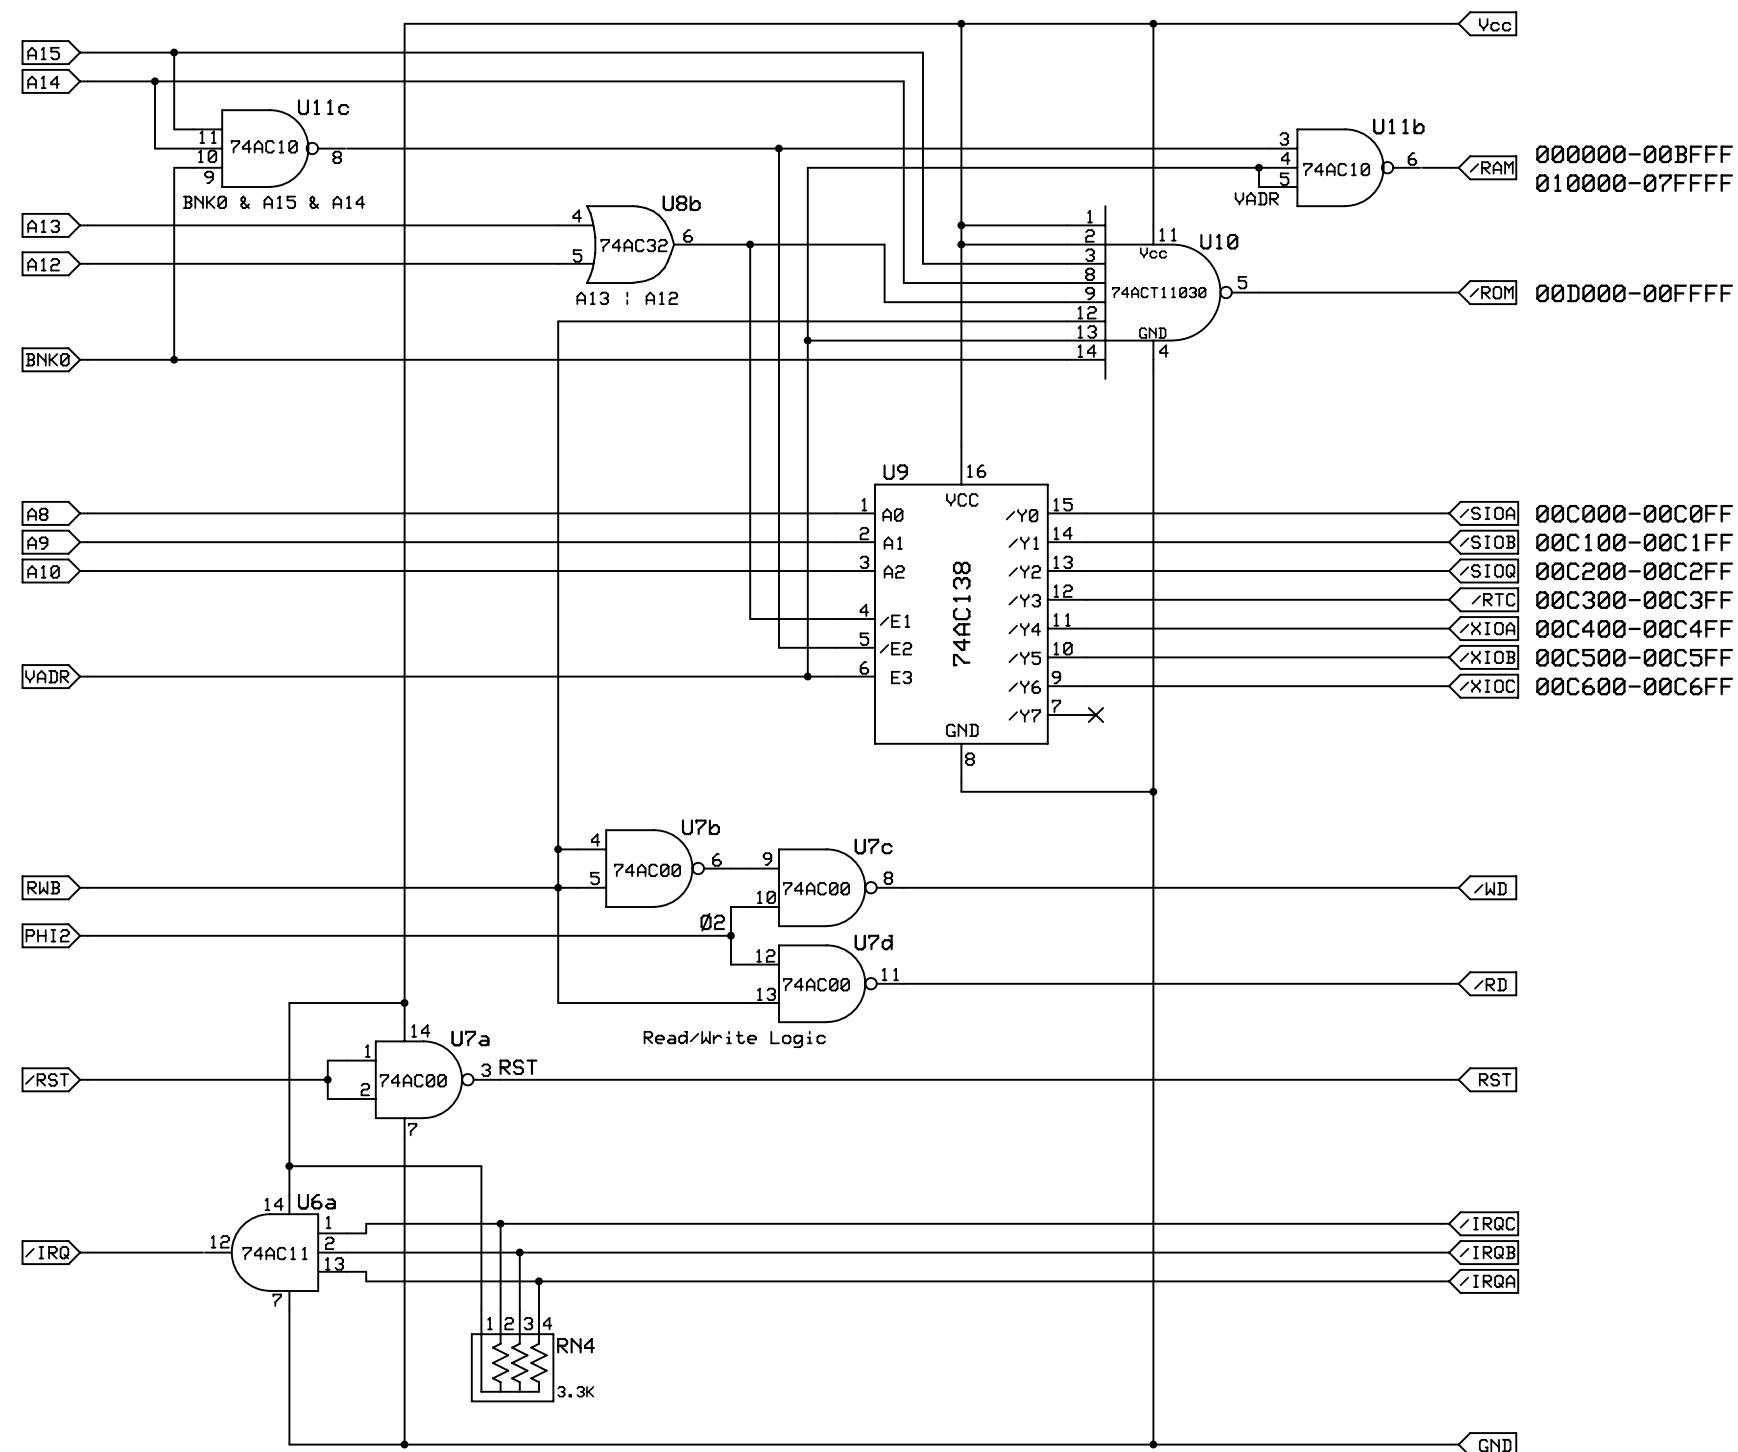 Vcc
A15
A14
U11c
11
10
9
74AC10
8
BNK0 & A15 & A14
U11b
3
4
5
74AC10
6
VADR
/RAM
000000-00BFFF
010000-07FFFF
A13
A12
U8b
4
5
74AC32
6
A13 ¦ A12
1
2
3
8
9
12
13
14
11
U10
Vcc
74ACT11030
GND
4
5
/ROM
00D000-00FFFF
BNK0
U9
16
VCC
A8
1
A0
/Y0
15
/SIOA
00C000-00C0FF
A9
2
A1
/Y1
14
/SIOB
00C100-00C1FF
A10
3
A2
/Y2
13
/SIOQ
00C200-00C2FF
74AC138
/Y3
12
/RTC
00C300-00C3FF
4
/E1
/Y4
11
/XIOA
00C400-00C4FF
5
/E2
/Y5
10
/XIOB
00C500-00C5FF
VADR
6
E3
/Y6
9
/XIOC
00C600-00C6FF
/Y7
7
GND
8
U7b
4
5
74AC00
6
U7c
9
10
74AC00
8
/WD
RWB
PHI2
Ø2
U7d
12
13
74AC00
11
/RD
Read/Write Logic
14
U7a
/RST
1
2
74AC00
3
RST
RST
7
14
U6a
/IRQ
12
74AC11
1
2
13
7
/IRQC
/IRQB
/IRQA
1
2
3
4
RN4
3.3K
GND